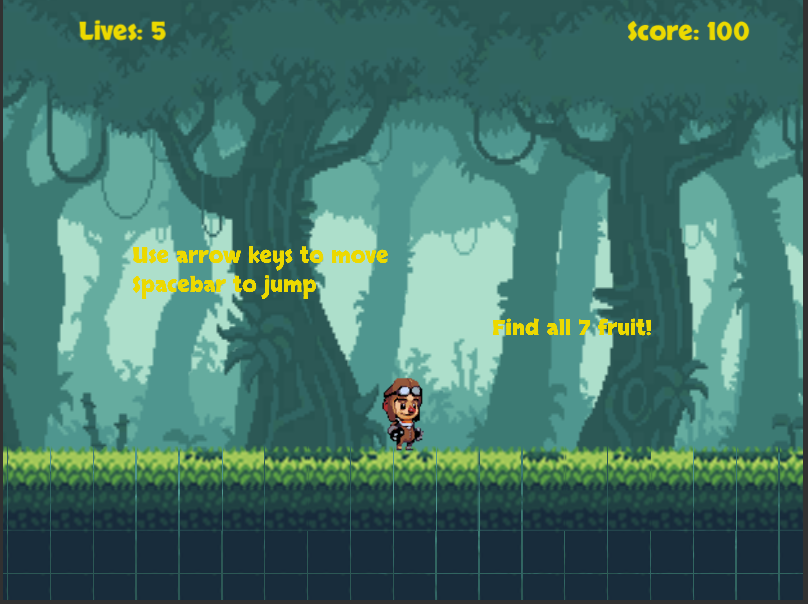 Lives: 5
Score: 100
Use arrow keys to move
Spacebar to jump
Find all 7 fruit!